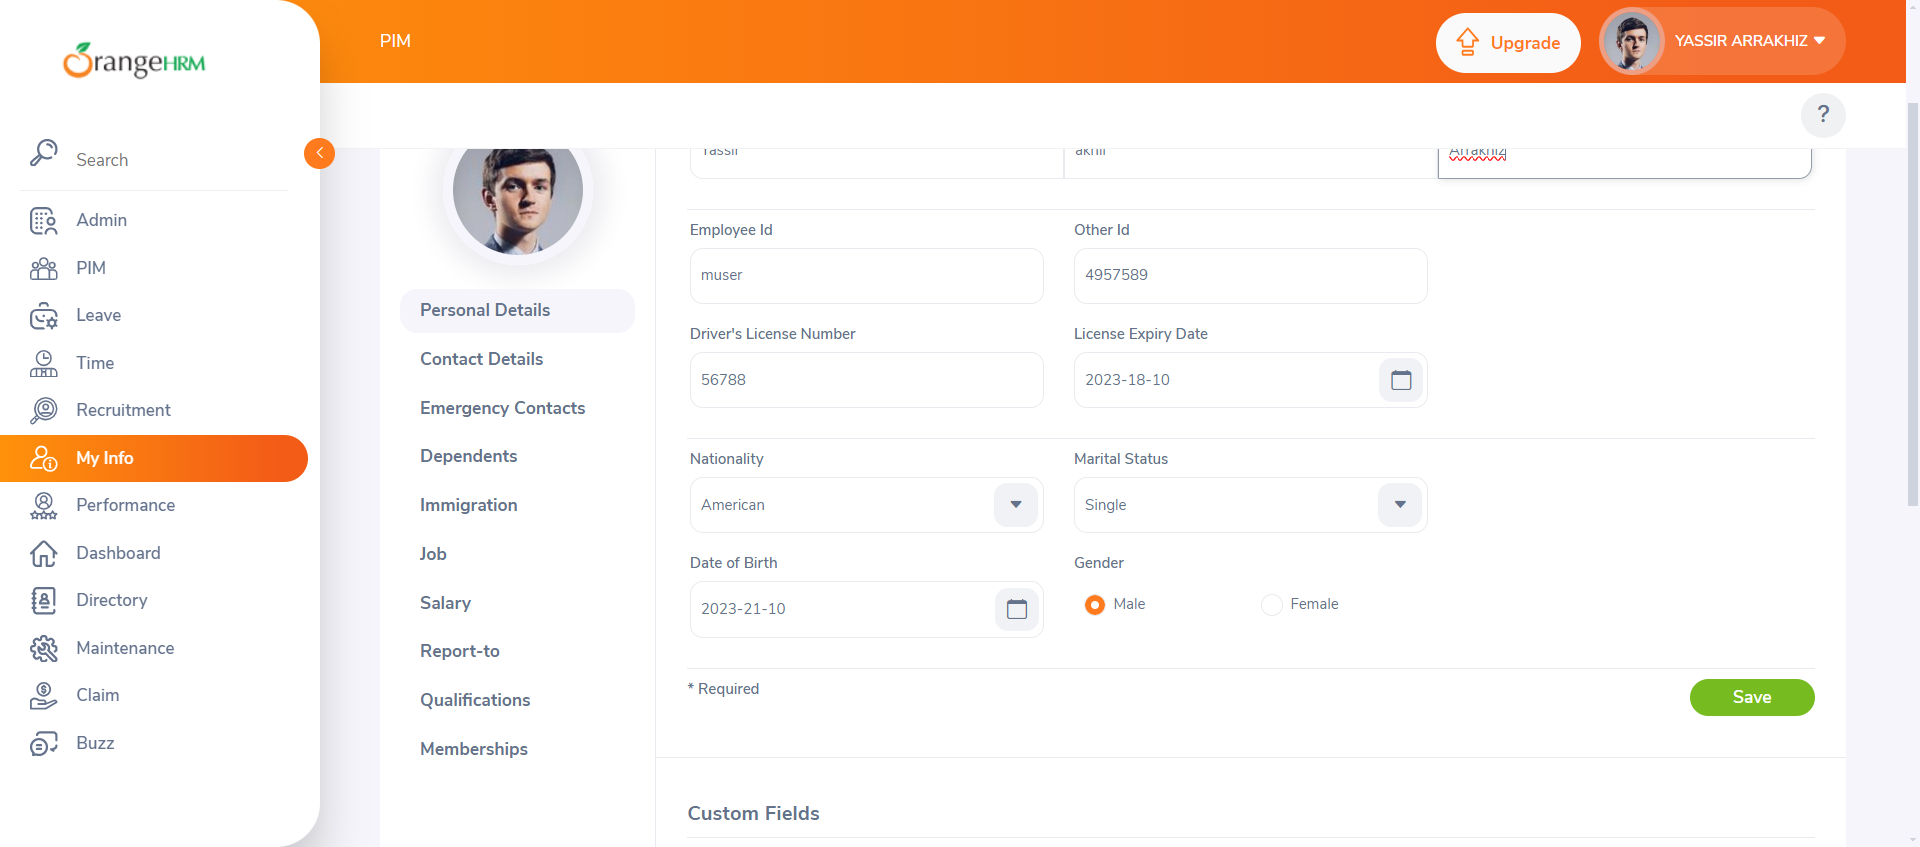 OrangeHRM
PIM
Upgrade
YASSIR ARRAKHIZ
?
Search
Admin
PIM
Leave
Time
Recruitment
My Info
Performance
Dashboard
Directory
Maintenance
Claim
Buzz
Personal Details
Contact Details
Emergency Contacts
Dependents
Immigration
Job
Salary
Report-to
Qualifications
Memberships
Yassir akhil Arrakhiz
Employee Id Other Id
muser 4957589
Driver's License Number License Expiry Date
56788 2023-18-10
Nationality Marital Status
American Single
Date of Birth Gender
2023-21-10 Male Female
* Required
Save
Custom Fields